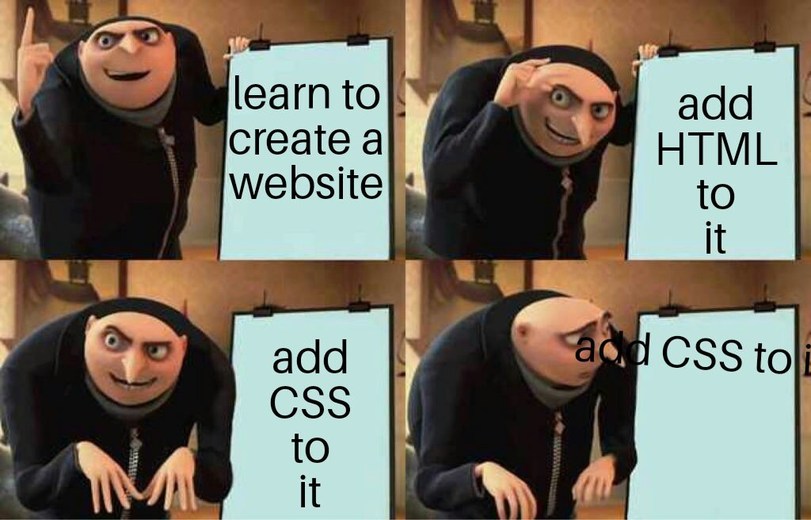 learn to
create a
website
add
HTML
to
it
add
CSS
to
it
add CSS to i